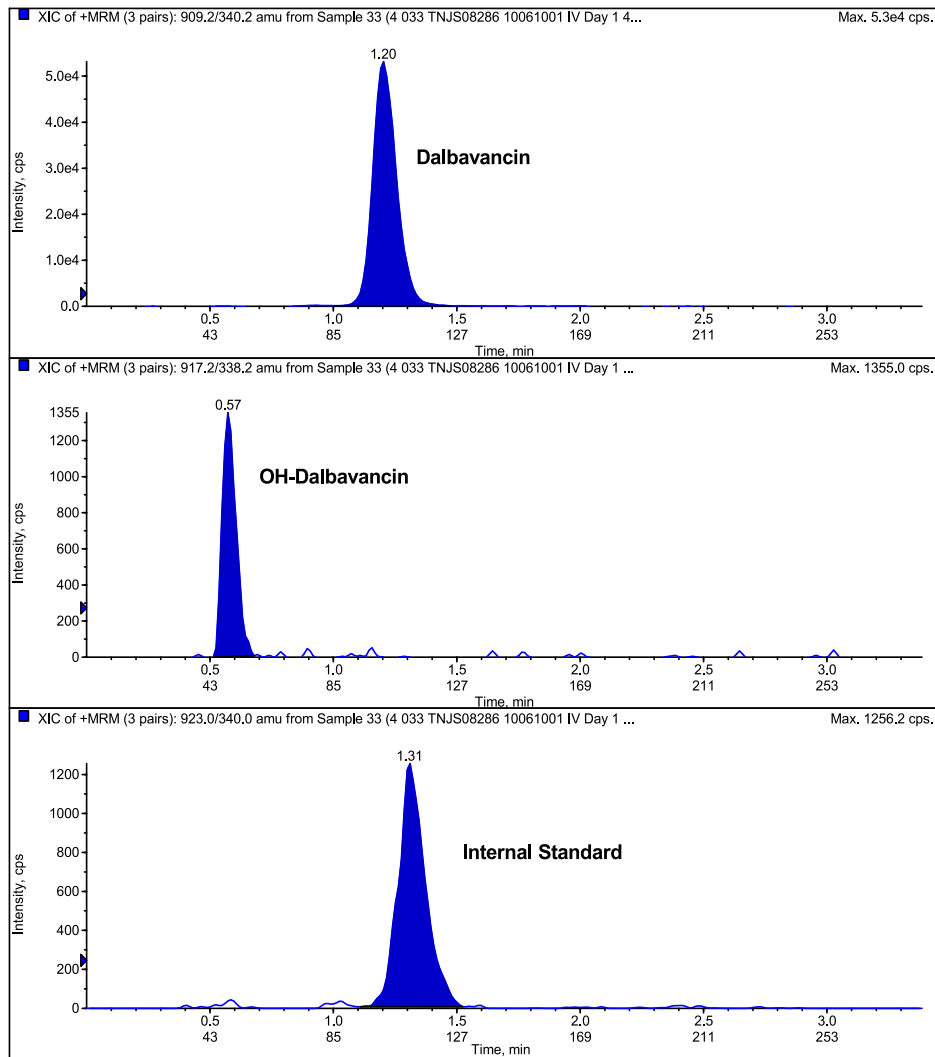 XIC of +MRM (3 pairs): 909.2/340.2 amu from Sample 33 (4 033 TNJS08286 10061001 IV Day 1 4... Max. 5.3e4 cps.
1.20
5.0e4
4.0e4
3.0e4
2.0e4
1.0e4
0.0
Intensity, cps
Dalbavancin
0.5 1.0 1.5 2.0 2.5 3.0
43 85 127 169 211 253
Time, min
XIC of +MRM (3 pairs): 917.2/338.2 amu from Sample 33 (4 033 TNJS08286 10061001 IV Day 1 ... Max. 1355.0 cps.
0.57
1355
1200
1000
800
600
400
200
0
Intensity, cps
OH-Dalbavancin
0.5 1.0 1.5 2.0 2.5 3.0
43 85 127 169 211 253
Time, min
XIC of +MRM (3 pairs): 923.0/340.0 amu from Sample 33 (4 033 TNJS08286 10061001 IV Day 1 ... Max. 1256.2 cps.
1.31
1200
1000
800
600
400
200
0
Intensity, cps
Internal Standard
0.5 1.0 1.5 2.0 2.5 3.0
43 85 127 169 211 253
Time, min